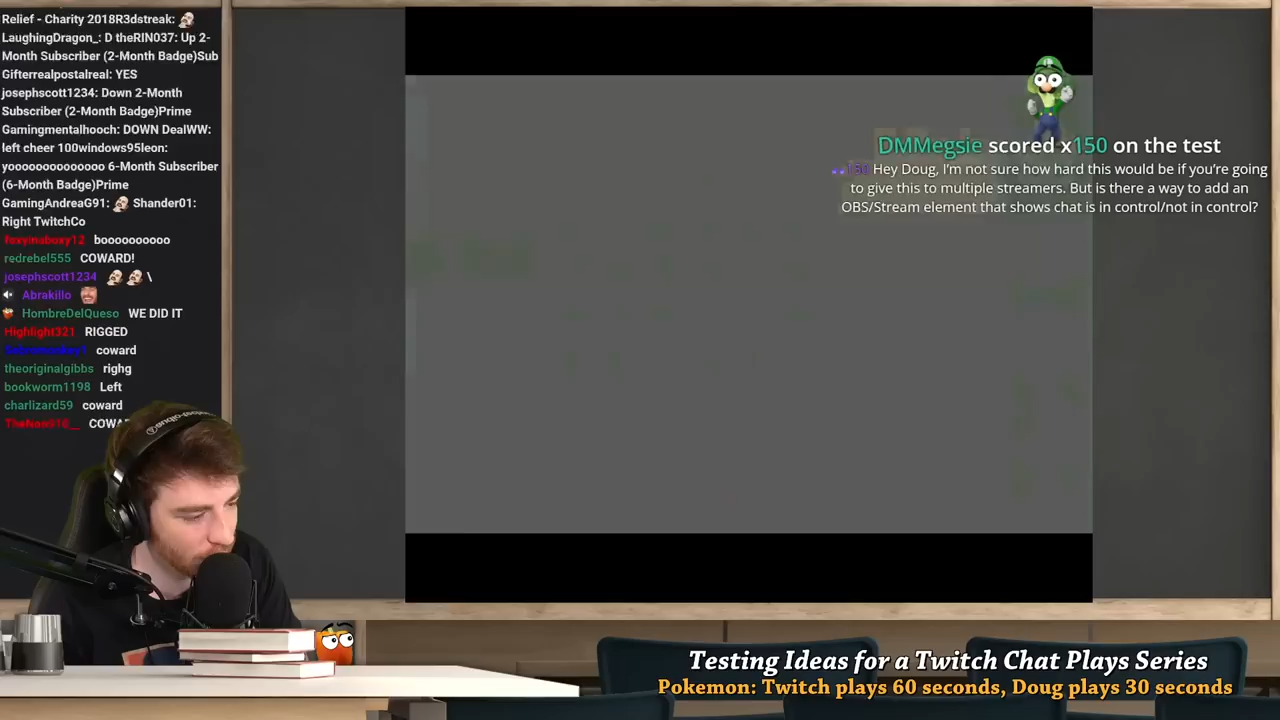 Relief - Charity 2018R3dstreak:
LaughingDragon_: D theRIN037: Up 2-
Month Subscriber (2-Month Badge)Sub
Gifterrealpostalreal: YES
josephscott1234: Down 2-Month
Subscriber (2-Month Badge)Prime
Gamingmentalhooch: DOWN DealWW:
left cheer 100windows95leon:
yoooooooooooooo 6-Month Subscriber
(6-Month Badge)Prime
GamingAndreaG91: Shander01:
Right TwitchCo
foxyinaboxy12 boooooooooo
redrebel555 COWARD!
josephscott1234 \
Abrakillo
HombreDelQueso WE DID IT
Highlight321 RIGGED
coward
theoriginalgibbs righg
bookworm1198 Left
charlizard59 coward
DMMegsie scored x150 on the test
150 Hey Doug, I'm not sure how hard this would be if you're going
to give this to multiple streamers. But is there a way to add an
OBS/Stream element that shows chat is in control/not in control?
Testing Ideas for a Twitch Chat Plays Series
Pokemon: Twitch plays 60 seconds, Doug plays 30 seconds